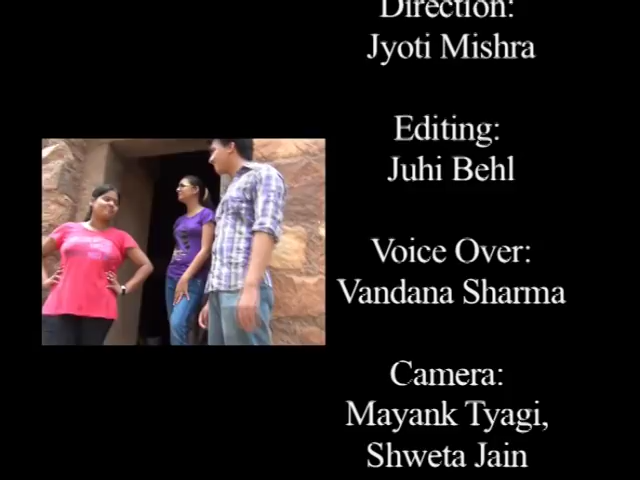 Direction:
Jyoti Mishra
Editing:
Juhi Behl
Voice Over:
Vandana Sharma
Camera:
Mayank Tyagi,
Shweta Jain